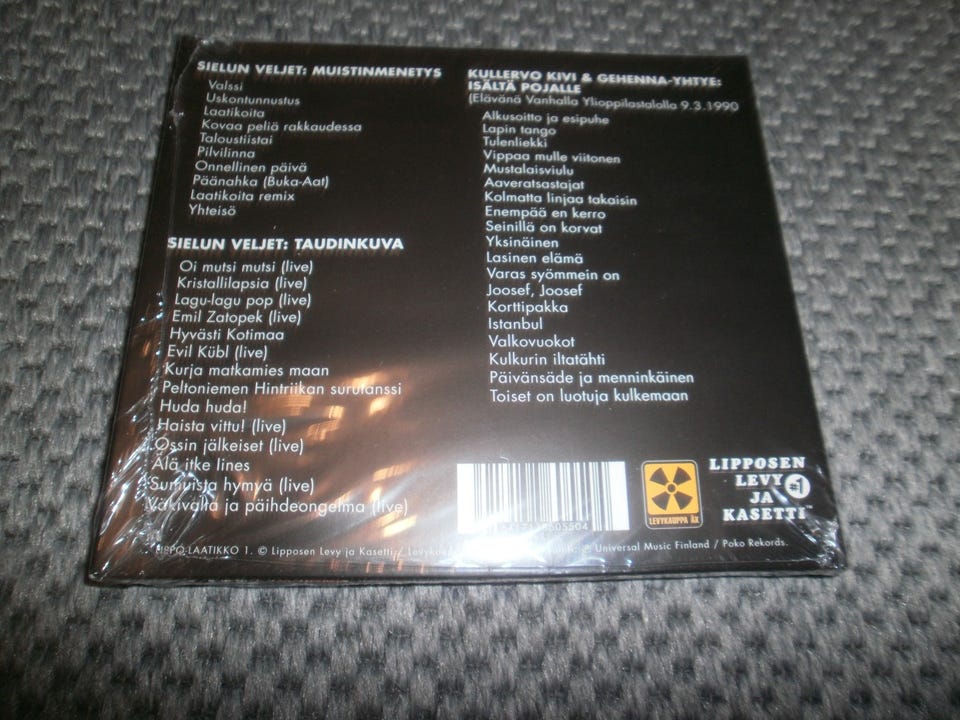 SIELUN VELJET: MUISTINMENETYS
Valssi
Uskontunnustus
Laatikoita
Kovaa peliä rakkaudessa
Taloustiistai
Pilvilinna
Onnellinen päivä
Päänahka (Buka-Aat)
Laatikoita remix
Yhteisö
SIELUN VELJET: TAUDINKUVA
Oi mutsi mutsi (live)
Kristallilapsia (live)
Lagu-lagu pop (live)
Emil Zatopek (live)
Hyvästi Kotimaa
Evil Kübl (live)
Kurja matkamies maan
Peltoniemen Hintriikan surutanssi
Huda huda!
Haista vittu! (live)
Ossin jälkeiset (live)
Älä itke Iines
Sumuista hymyä (live)
Väkivalta ja päihdeongelma (live)
KULLERVO KIVI & GEHENNA-YHTYE:
ISÄLTÄ POJALLE
(Elävänä Vanhalla Ylioppilastalolla 9.3.1990
Alkusoitto ja esipuhe
Lapin tango
Tulenliekki
Vippaa mulle viitonen
Mustalaisviulu
Aaveratsastajat
Kolmatta linjaa takaisin
Enempää en kerro
Seinillä on korvat
Yksinäinen
Lasinen elämä
Varas syömmein on
Joosef, Joosef
Korttipakka
Istanbul
Valkovuokot
Kulkurin iltatähti
Päivänsäde ja menninkäinen
Toiset on luotuja kulkemaan
LEVYKAUPPA ÄX
LIPPOSEN
LEVY #1
JA
KASETTI
LIPPO-LAATIKKO 1. © Lipposen Levy ja Kasetti / ℗ Universal Music Finland / Poko Rekords.